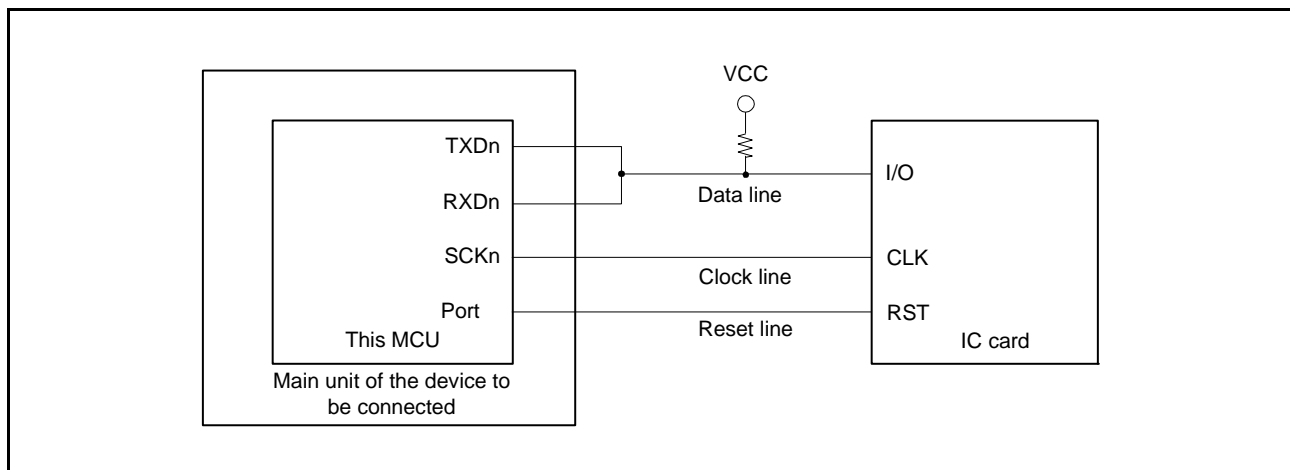 VCC
TXDn
RXDn
SCKn
Port
This MCU
Main unit of the device to
be connected
Data line
Clock line
Reset line
I/O
CLK
RST
IC card